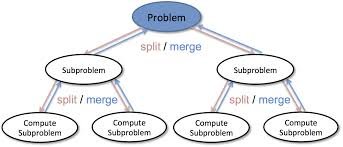 Problem
split / merge
Subproblem
Subproblem
split / merge
split / merge
Compute
Subproblem
Compute
Subproblem
Compute
Subproblem
Compute
Subproblem